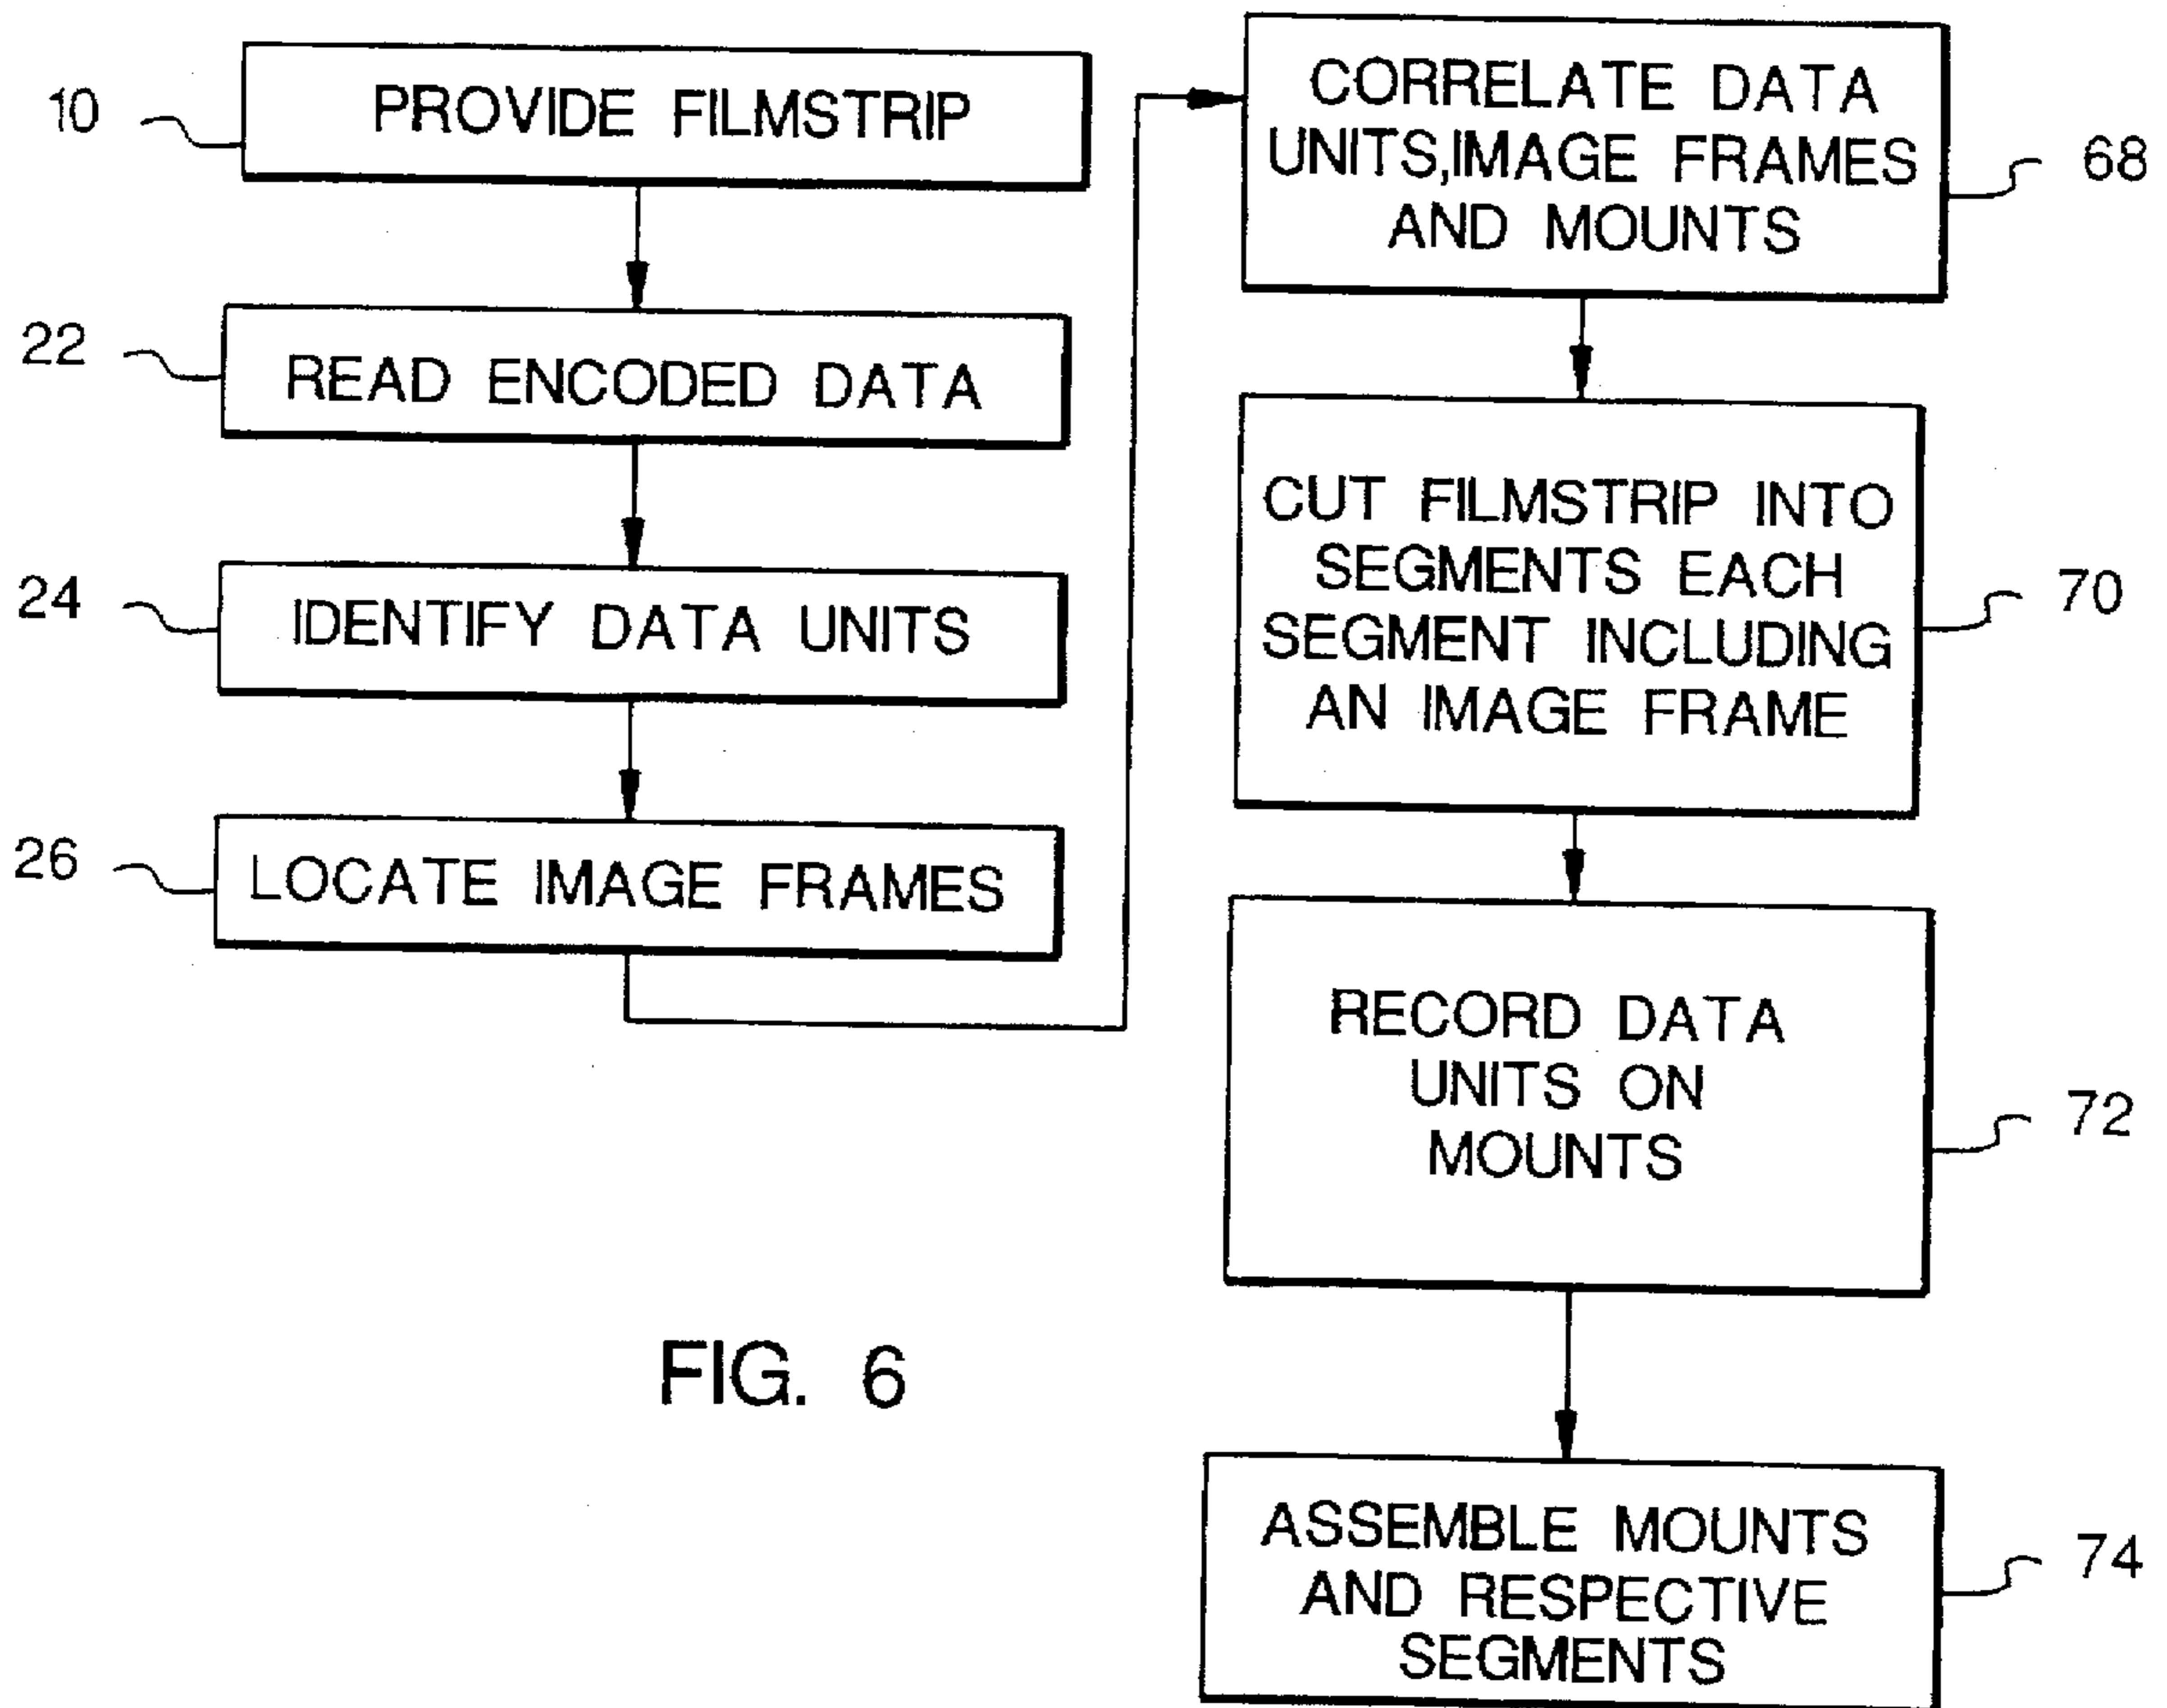 10
PROVIDE FILMSTRIP
22
READ ENCODED DATA
24
IDENTIFY DATA UNITS
26
LOCATE IMAGE FRAMES
CORRELATE DATA
UNITS,IMAGE FRAMES
AND MOUNTS
68
CUT FILMSTRIP INTO
SEGMENTS EACH
SEGMENT INCLUDING
AN IMAGE FRAME
70
RECORD DATA
UNITS ON
MOUNTS
72
ASSEMBLE MOUNTS
AND RESPECTIVE
SEGMENTS
74
FIG. 6